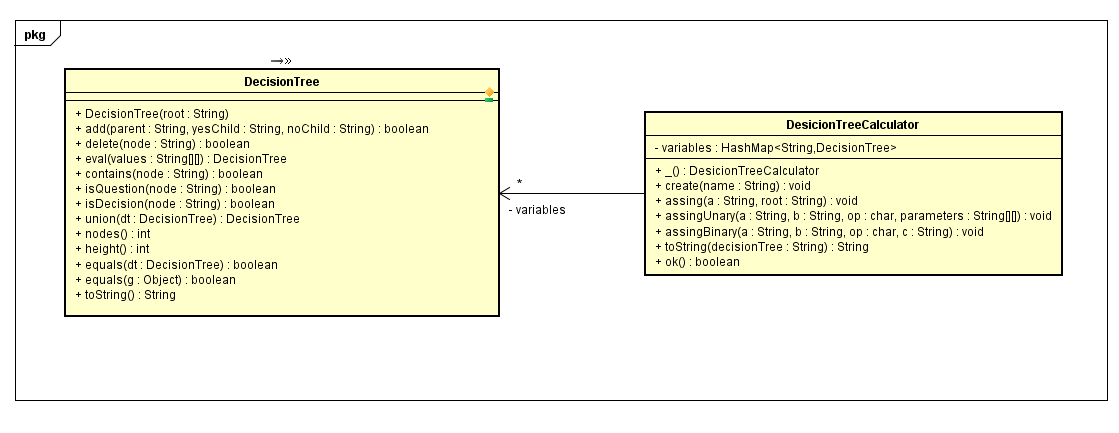 pkg
DecisionTree
+ DecisionTree(root : String)
+ add(parent : String, yesChild : String, noChild : String) : boolean
+ delete(node : String) : boolean
+ eval(values : String[][]) : DecisionTree
+ contains(node : String) : boolean
+ isQuestion(node : String) : boolean
+ isDecision(node : String) : boolean
+ union(dt : DecisionTree) : DecisionTree
+ nodes() : int
+ height() : int
+ equals(dt : DecisionTree) : boolean
+ equals(g : Object) : boolean
+ toString() : String
*
- variables
DesicionTreeCalculator
- variables : HashMap<String,DecisionTree>
+ _() : DesicionTreeCalculator
+ create(name : String) : void
+ assing(a : String, root : String) : void
+ assingUnary(a : String, b : String, op : char, parameters : String[][]) : void
+ assingBinary(a : String, b : String, op : char, c : String) : void
+ toString(decisionTree : String) : String
+ ok() : boolean